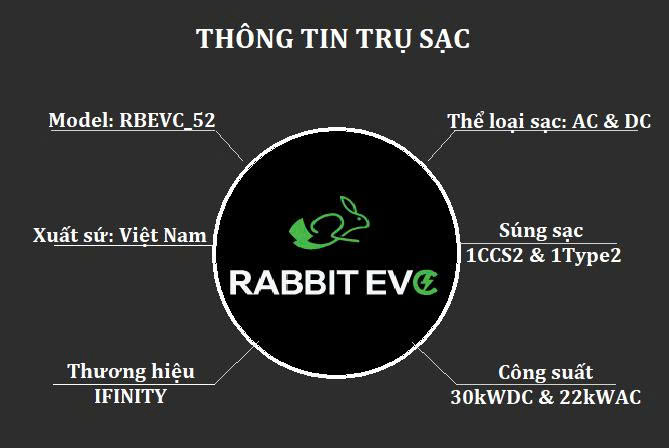 THÔNG TIN TRỤ SẠC
Model: RBEVC_52
Thể loại sạc: AC & DC
Xuất sứ: Việt Nam
Súng sạc
1CCS2 & 1Type2
RABBIT EVC
Thương hiệu
IFINITY
Công suất
30kWDC & 22kWAC